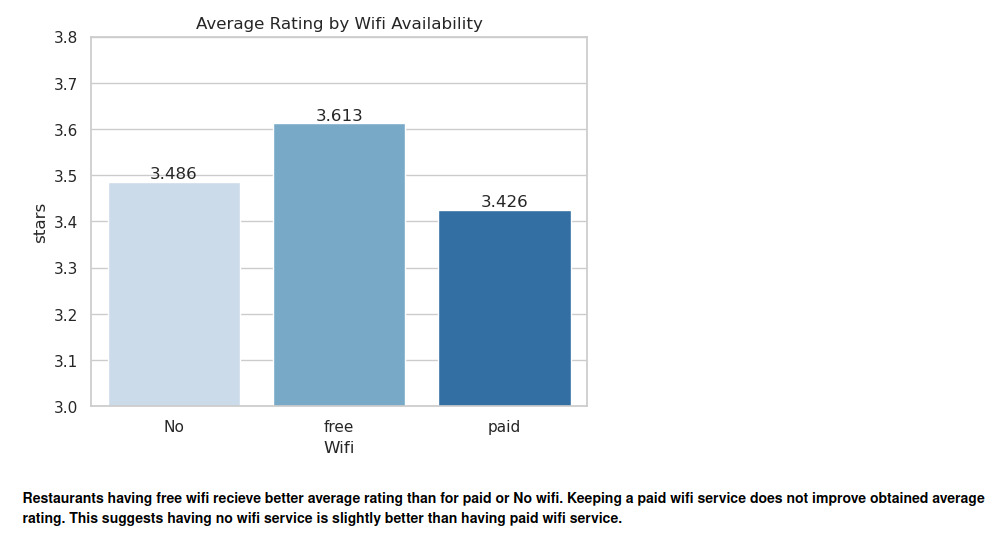 Average Rating by Wifi Availability
3.8
3.7
3.6
3.5
3.4
3.3
3.2
3.1
3.0
stars
3.486
3.613
3.426
No
free
paid
Wifi
Restaurants having free wifi recieve better average rating than for paid or No wifi. Keeping a paid wifi service does not improve obtained average
rating. This suggests having no wifi service is slightly better than having paid wifi service.